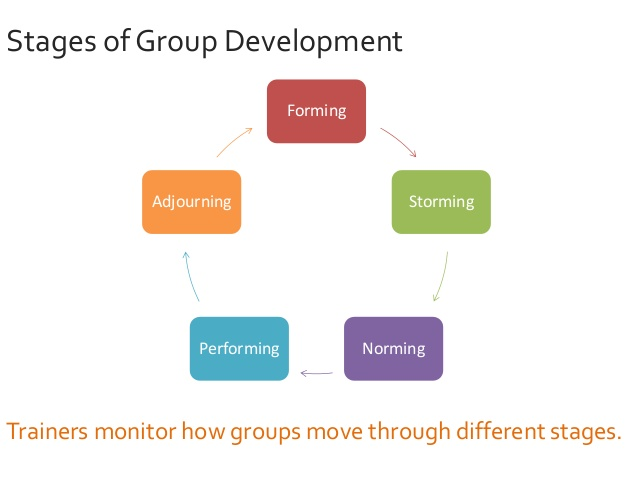 Stages of Group Development
Forming
Adjourning
Storming
Performing
Norming
Trainers monitor how groups move through different stages.